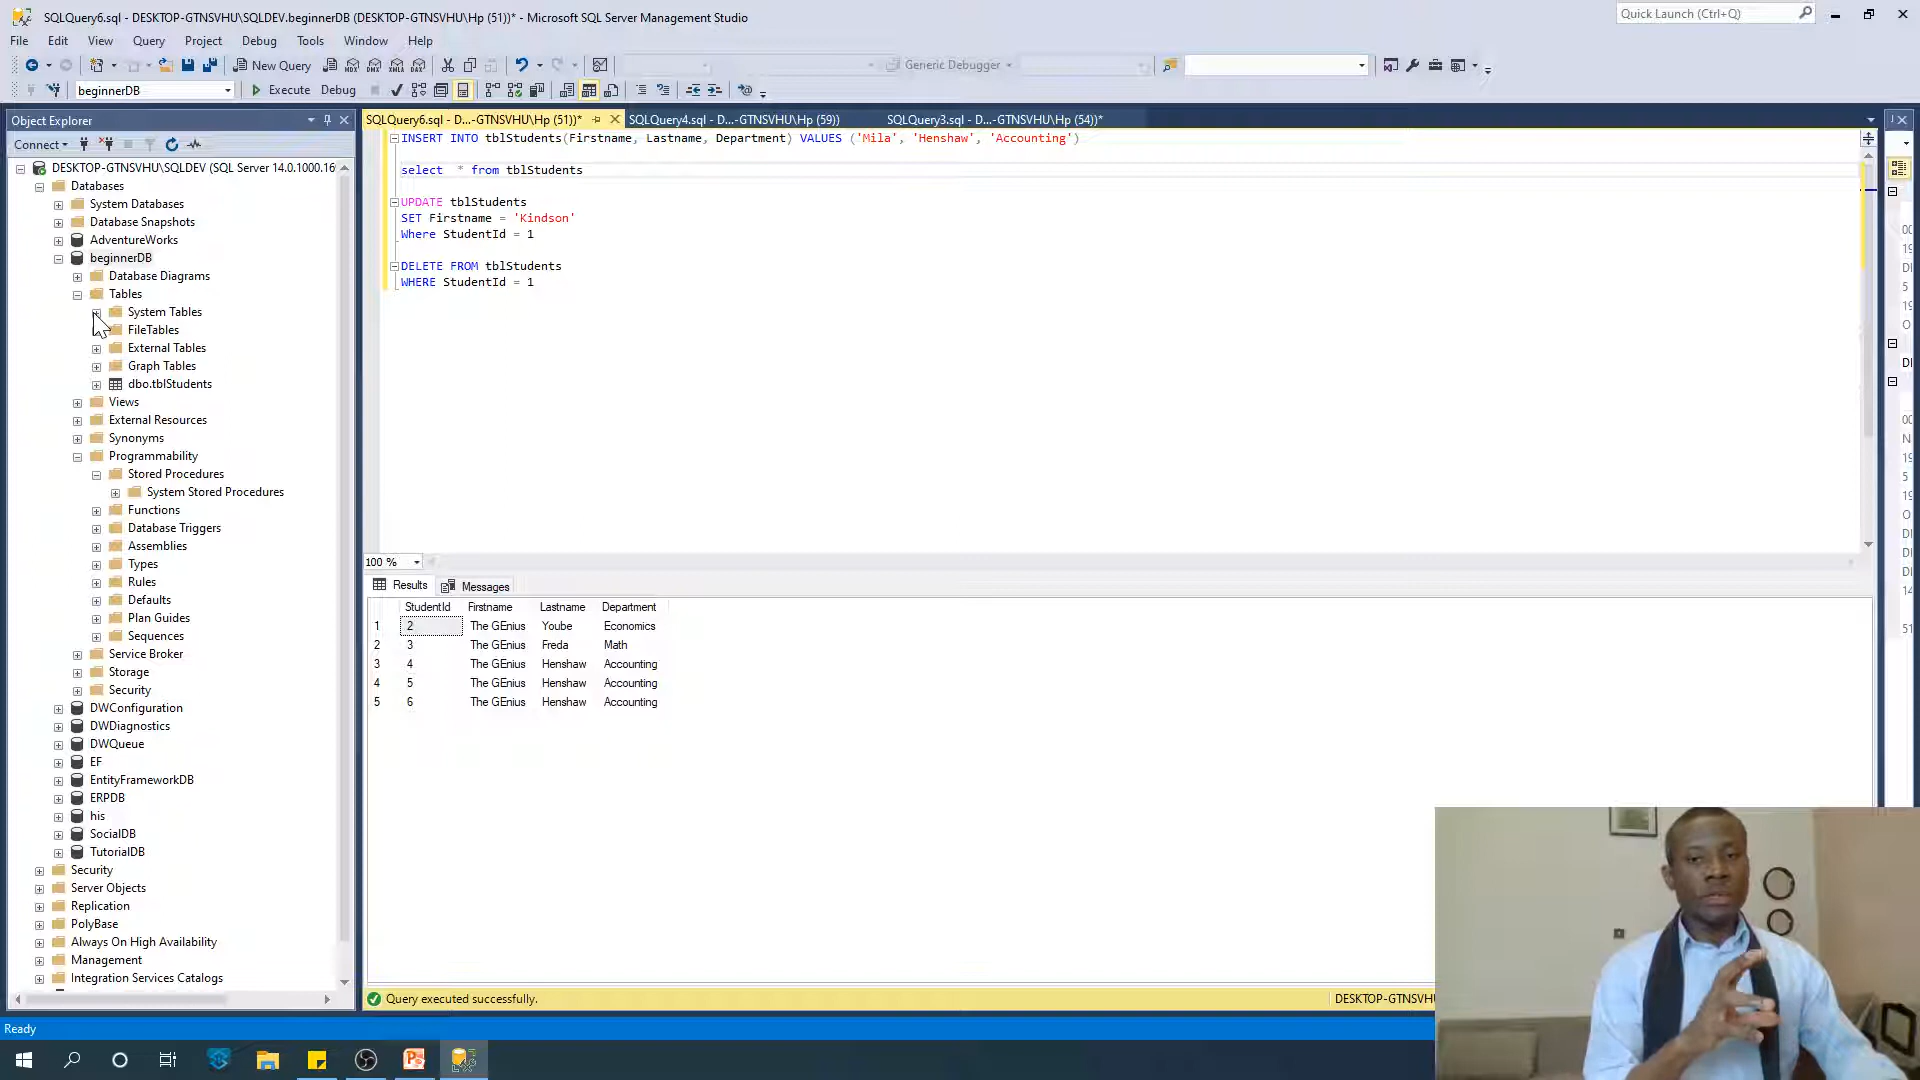 SQLQuery6.sql - DESKTOP-GTNSVHU\SQLDEV.beginnerDB (DESKTOP-GTNSVHU\Hp (51))* - Microsoft SQL Server Management Studio
Quick Launch (Ctrl+Q)
File Edit View Query Project Debug Tools Window Help
New Query
Generic Debugger
beginnerDB
Execute Debug
Object Explorer
Connect
DESKTOP-GTNSVHU\SQLDEV (SQL Server 14.0.1000.16
Databases
System Databases
Database Snapshots
AdventureWorks
beginnerDB
Database Diagrams
Tables
System Tables
FileTables
External Tables
Graph Tables
dbo.tblStudents
Views
External Resources
Synonyms
Programmability
Stored Procedures
System Stored Procedures
Functions
Database Triggers
Assemblies
Types
Rules
Defaults
Plan Guides
Sequences
Service Broker
Storage
Security
DWConfiguration
DWDiagnostics
DWQueue
EF
EntityFrameworkDB
ERPDB
his
SocialDB
TutorialDB
Security
Server Objects
Replication
PolyBase
Always On High Availability
Management
Integration Services Catalogs
SQLQuery6.sql - D...-GTNSVHU\Hp (51))* SQLQuery4.sql - D...-GTNSVHU\Hp (59)) SQLQuery3.sql - D...-GTNSVHU\Hp (54))*
INSERT INTO tblStudents(Firstname, Lastname, Department) VALUES ('Mila', 'Henshaw', 'Accounting')
select * from tblStudents
UPDATE tblStudents
SET Firstname = 'Kindson'
Where StudentId = 1
DELETE FROM tblStudents
WHERE StudentId = 1
100 %
Results Messages
StudentId Firstname Lastname Department
1 2 The GEnius Yoube Economics
2 3 The GEnius Freda Math
3 4 The GEnius Henshaw Accounting
4 5 The GEnius Henshaw Accounting
5 6 The GEnius Henshaw Accounting
Query executed successfully.
DESKTOP-GTNSVHU
Ready